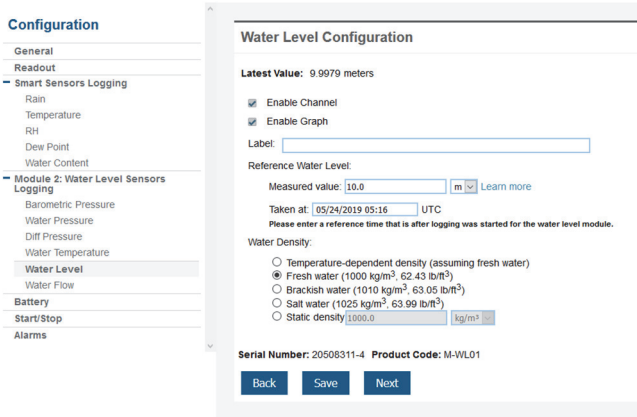 Configuration
General
Readout
Smart Sensors Logging
Rain
Temperature
RH
Dew Point
Water Content
Module 2: Water Level Sensors
Logging
Barometric Pressure
Water Pressure
Diff Pressure
Water Temperature
Water Level
Water Flow
Battery
Start/Stop
Alarms
Water Level Configuration
Latest Value: 9.9979 meters
Enable Channel
Enable Graph
Label:
Reference Water Level:
Measured value: 10.0 m Learn more
Taken at: 05/24/2019 05:16 UTC
Please enter a reference time that is after logging was started for the water level module.
Water Density:
Temperature-dependent density (assuming fresh water)
Fresh water (1000 kg/m³, 62.43 lb/ft³)
Brackish water (1010 kg/m³, 63.05 lb/ft³)
Salt water (1025 kg/m³, 63.99 lb/ft³)
Static density 1000.0 kg/m³
Serial Number: 20508311-4 Product Code: M-WL01
Back Save Next